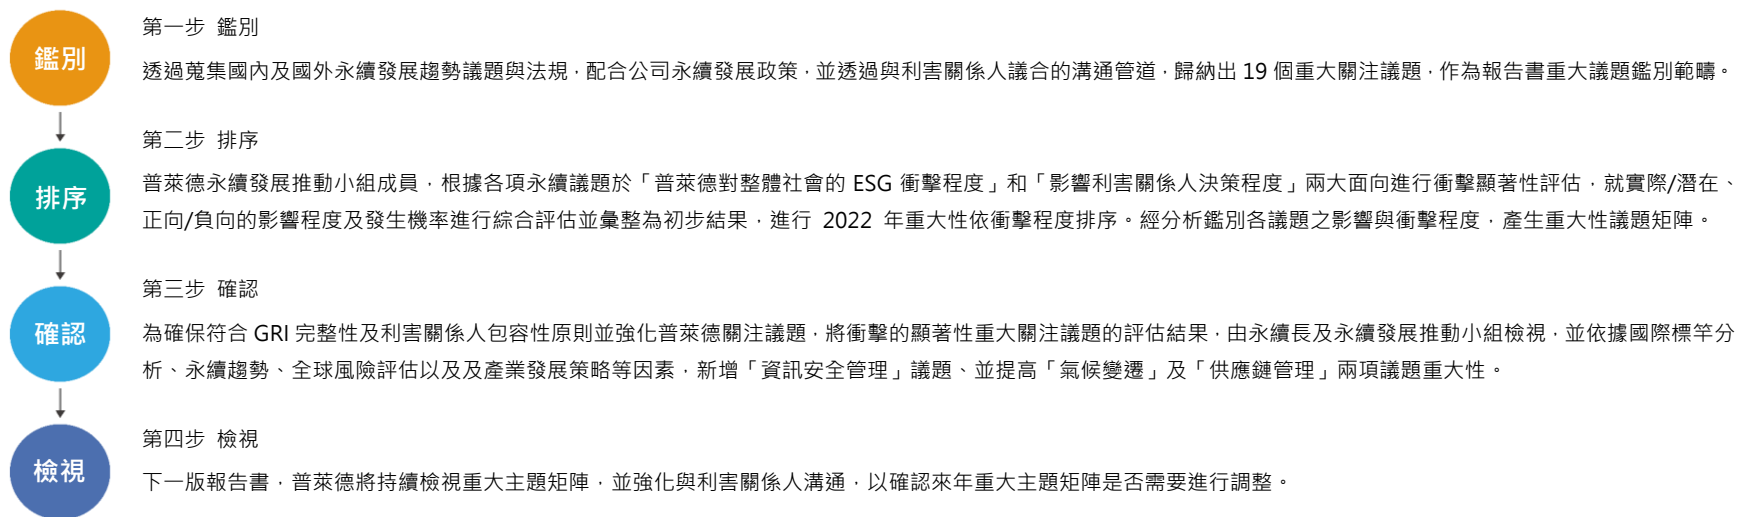 鑑別
第一步 鑑別
透過蒐集國內及國外永續發展趨勢議題與法規，配合公司永續發展政策，並透過與利害關係人議合的溝通管道，歸納出 19 個重大關注議題，作為報告書重大議題鑑別範疇。
排序
第二步 排序
普萊德永續發展推動小組成員，根據各項永續議題於「普萊德對整體社會的 ESG 衝擊程度」和「影響利害關係人決策程度」兩大面向進行衝擊顯著性評估，就實際/潛在、
正向/負向的影響程度及發生機率進行綜合評估並彙整為初步結果，進行 2022 年重大性依衝擊程度排序。經分析鑑別各議題之影響與衝擊程度，產生重大性議題矩陣。
確認
第三步 確認
為確保符合 GRI 完整性及利害關係人包容性原則並強化普萊德關注議題，將衝擊的顯著性重大關注議題的評估結果，由永續長及永續發展推動小組檢視，並依據國際標竿分
析、永續趨勢、全球風險評估以及及產業發展策略等因素，新增「資訊安全管理」議題、並提高「氣候變遷」及「供應鏈管理」兩項議題重大性。
檢視
第四步 檢視
下一版報告書，普萊德將持續檢視重大主題矩陣，並強化與利害關係人溝通，以確認來年重大主題矩陣是否需要進行調整。